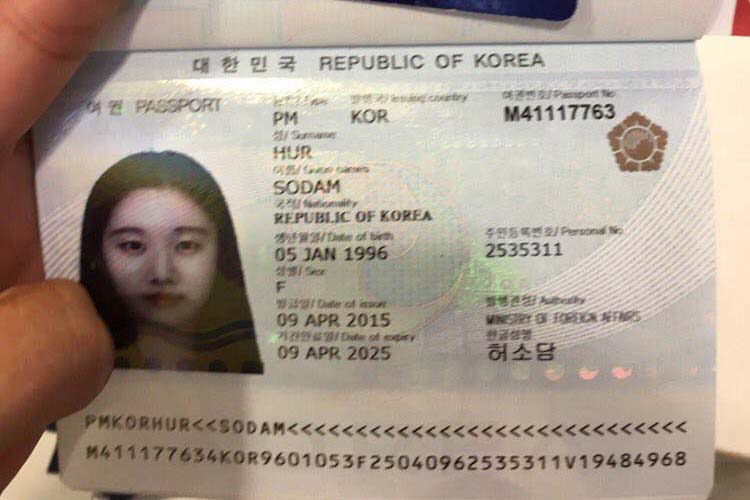 대한민국 REPUBLIC OF KOREA
여권 PASSPORT
종류/Type 발행국/Issuing country 여권번호/Passport No
PM KOR M41117763
성/Surname
HUR
이름/Given names
SODAM
국적/Nationality
REPUBLIC OF KOREA
생년월일/Date of birth 주민등록번호/Personal No
05 JAN 1996 2535311
성별/Sex
F
발급일/Date of issue 발행관청/Authority
09 APR 2015 MINISTRY OF FOREIGN AFFAIRS
기간만료일/Date of expiry 한글성명
09 APR 2025 허소담
PMKORHUR<<SODAM<<<<<<<<<<<<<<<<<<<<<<<<<<<<<
M411177634KOR9601053F25040962535311V19484968